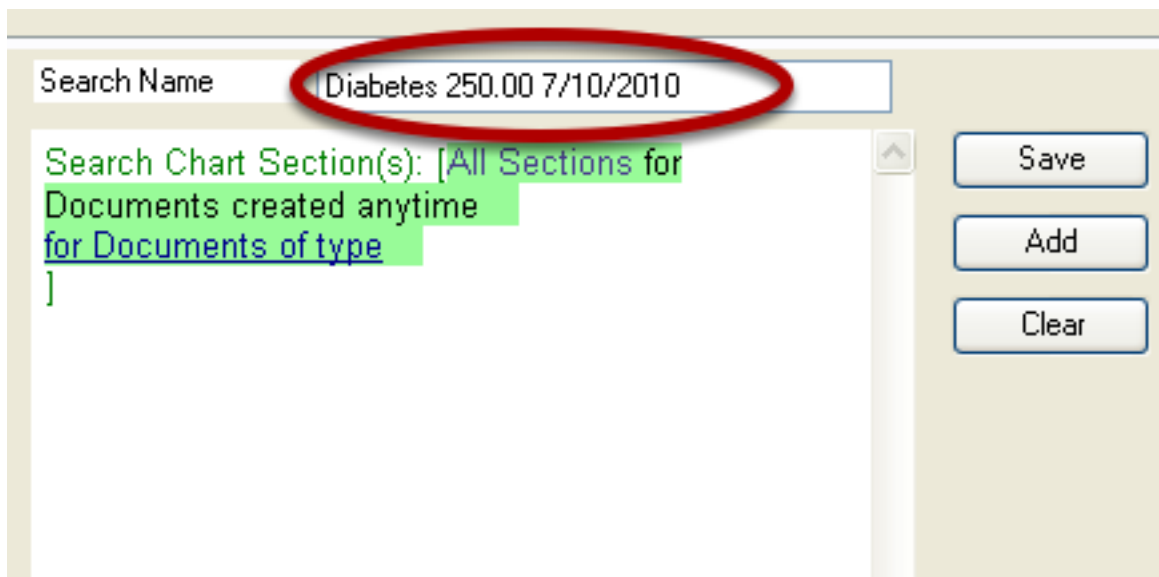 Search Name
Diabetes 250.00 7/10/2010
Search Chart Section(s): [All Sections for
Documents created anytime
for Documents of type
]
Save
Add
Clear